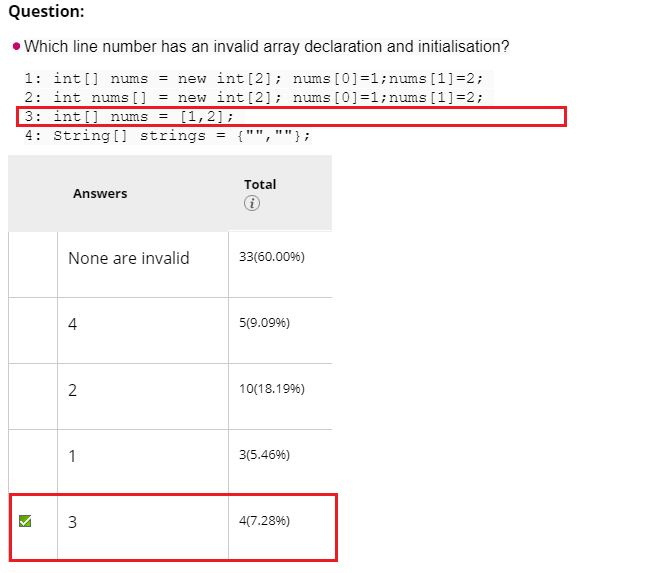 Question:
Which line number has an invalid array declaration and initialisation?
1: int[] nums = new int[2]; nums[0]=1;nums[1]=2;
2: int nums[] = new int[2]; nums[0]=1;nums[1]=2;
3: int[] nums = [1,2];
4: String[] strings = {"",""};
Answers
Total
i
None are invalid 33(60.00%)
4 5(9.09%)
2 10(18.19%)
1 3(5.46%)
3 4(7.28%)